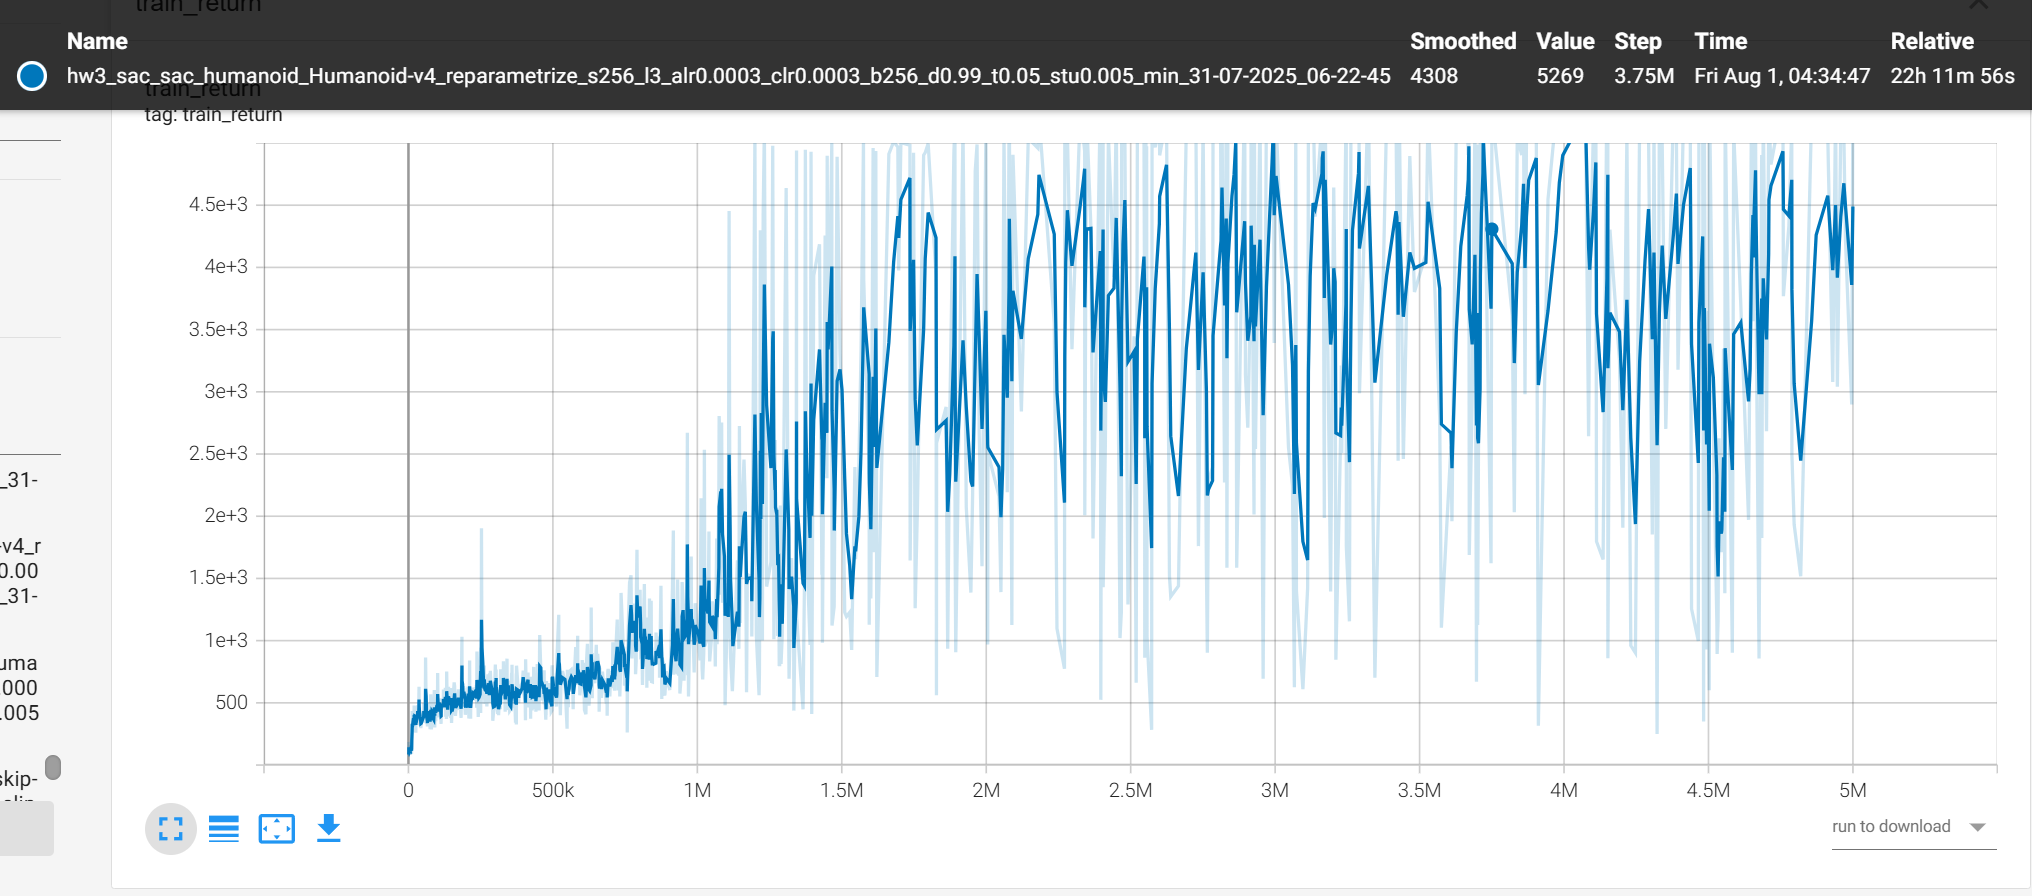 train_return
Name Smoothed Value Step Time Relative
hw3_sac_sac_humanoid_Humanoid-v4_reparametrize_s256_l3_alr0.0003_clr0.0003_b256_d0.99_t0.05_stu0.005_min_31-07-2025_06-22-45 4308 5269 3.75M Fri Aug 1, 04:34:47 22h 11m 56s
train_return
tag: train_return
4.5e+3
4e+3
3.5e+3
3e+3
2.5e+3
2e+3
1.5e+3
1e+3
500
0 500k 1M 1.5M 2M 2.5M 3M 3.5M 4M 4.5M 5M
run to download
_31-
-v4_r
0.00
_31-
uma
.000
.005
skip-